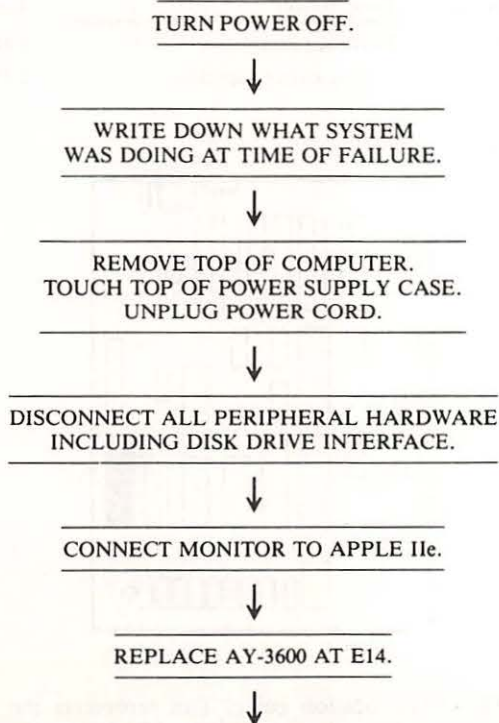 TURN POWER OFF.
WRITE DOWN WHAT SYSTEM
WAS DOING AT TIME OF FAILURE.
REMOVE TOP OF COMPUTER.
TOUCH TOP OF POWER SUPPLY CASE.
UNPLUG POWER CORD.
DISCONNECT ALL PERIPHERAL HARDWARE
INCLUDING DISK DRIVE INTERFACE.
CONNECT MONITOR TO APPLE IIe.
REPLACE AY-3600 AT E14.